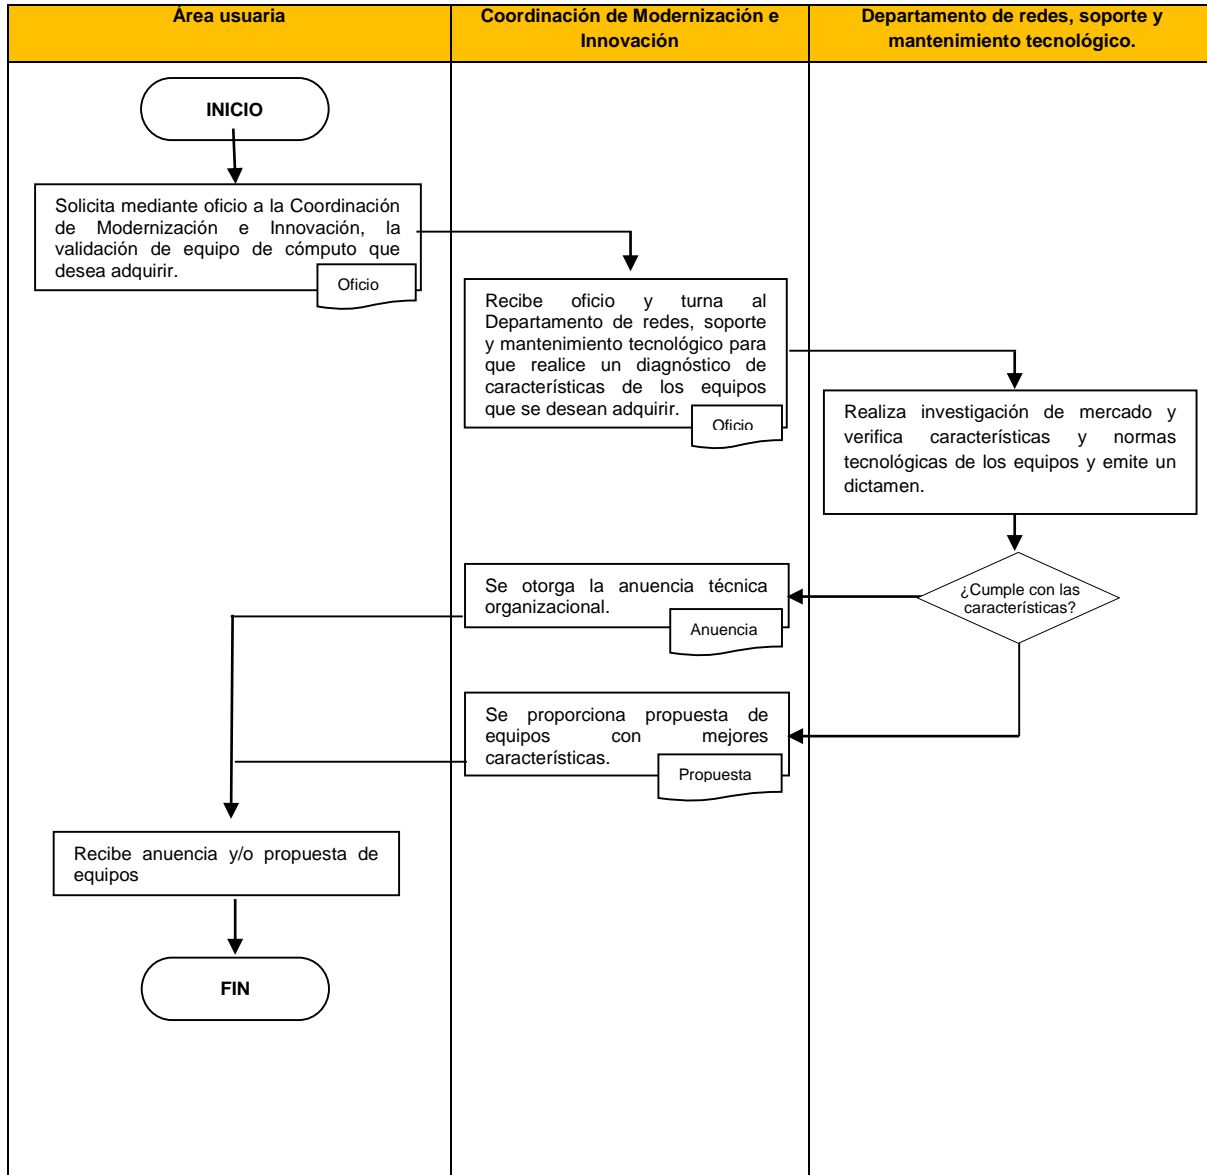 Área usuaria
Coordinación de Modernización e
Innovación
Departamento de redes, soporte y
mantenimiento tecnológico.
INICIO
Solicita mediante oficio a la Coordinación
de Modernización e Innovación, la
validación de equipo de cómputo que
desea adquirir.
Oficio
Recibe oficio y turna al
Departamento de redes, soporte
y mantenimiento tecnológico para
que realice un diagnóstico de
características de los equipos
que se desean adquirir.
Oficio
Realiza investigación de mercado y
verifica características y normas
tecnológicas de los equipos y emite un
dictamen.
¿Cumple con las
características?
Se otorga la anuencia técnica
organizacional.
Anuencia
Se proporciona propuesta de
equipos con mejores
características.
Propuesta
Recibe anuencia y/o propuesta de
equipos
FIN